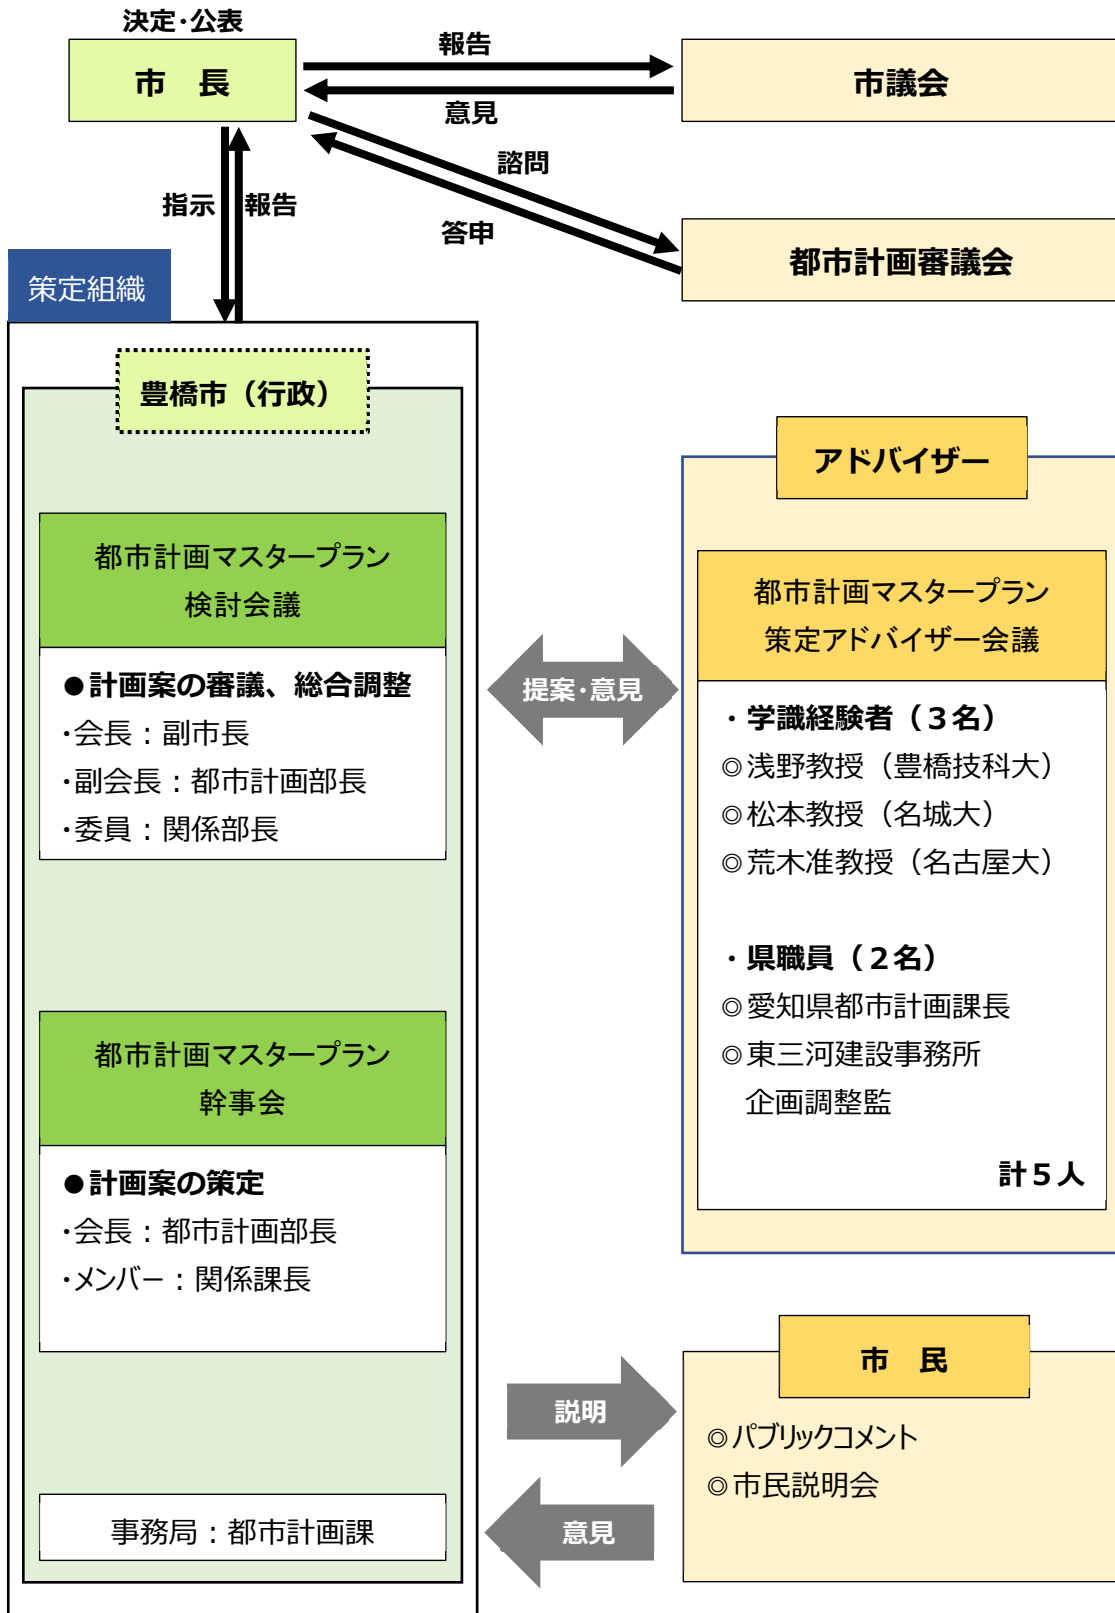 決定･公表
市　長
報告
意見
市議会
諮問
答申
都市計画審議会
指示
報告
策定組織
豊橋市（行政）
都市計画マスタープラン
検討会議
●計画案の審議、総合調整
･会長：副市長
･副会長：都市計画部長
･委員：関係部長
都市計画マスタープラン
幹事会
●計画案の策定
･会長：都市計画部長
･メンバー：関係課長
事務局：都市計画課
提案･意見
アドバイザー
都市計画マスタープラン
策定アドバイザー会議
・学識経験者（３名）
◎浅野教授（豊橋技科大）
◎松本教授（名城大）
◎荒木准教授（名古屋大）
・県職員（２名）
◎愛知県都市計画課長
◎東三河建設事務所
企画調整監
計５人
説明
意見
市　民
◎パブリックコメント
◎市民説明会